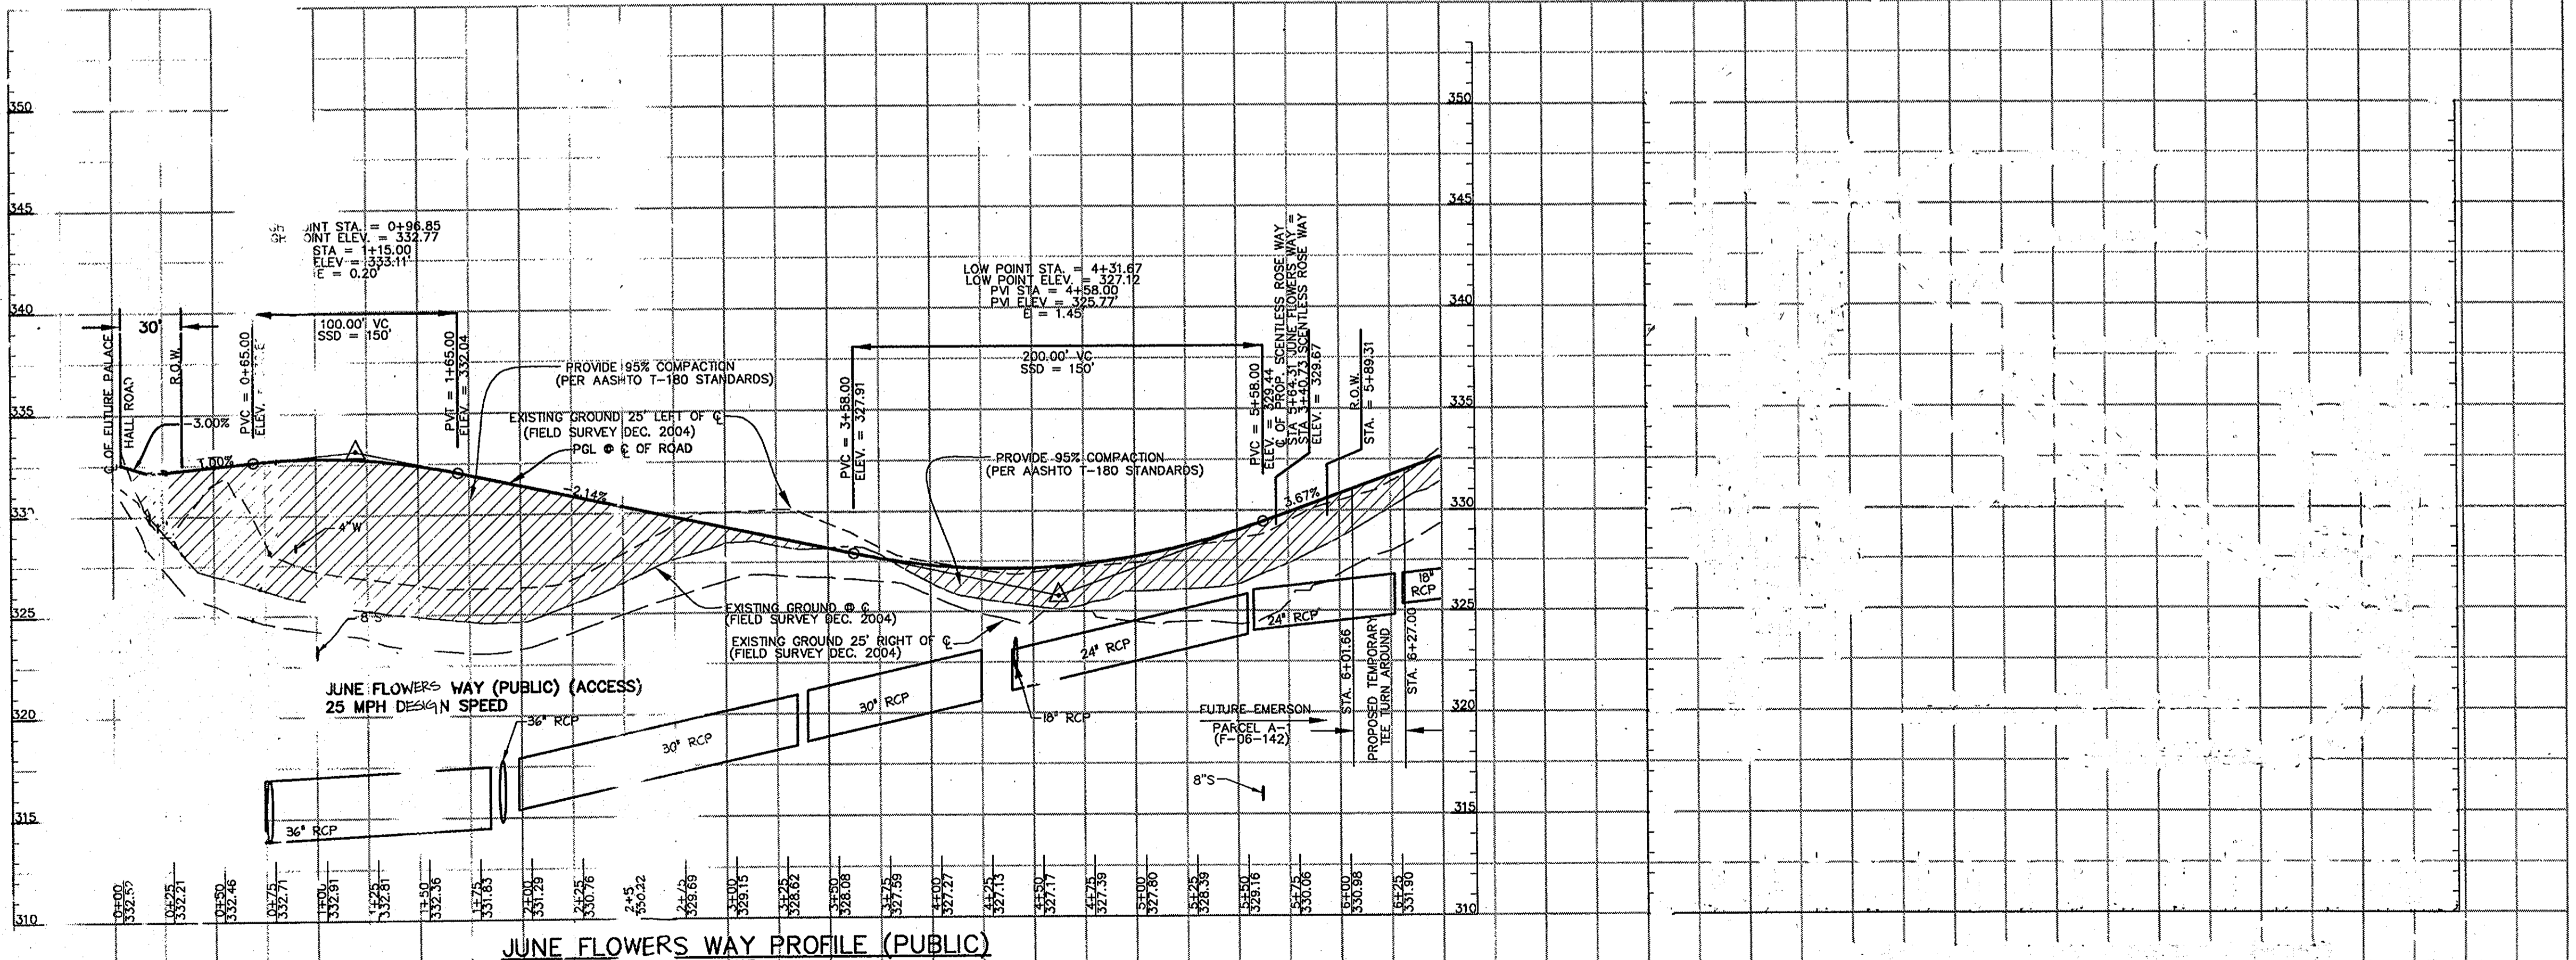 350
350
345
345
340
340
335
335
330
325
325
320
320
315
315
310
310
JINT STA. = 0+96.85
OINT ELEV. = 332.77
STA = 1+15.00
ELEV = 333.11'
E = 0.20'
LOW POINT STA. = 4+31.67
LOW POINT ELEV. = 327.12
PVI STA = 4+58.00
PVI ELEV = 325.77'
E = 1.45'
30'
100.00' VC
SSD = 150'
200.00' VC
SSD = 150'
℄ OF FUTURE PALACE
HALL ROAD
R.O.W.
PVC = 0+65.00
ELEV.
PVT = 1+65.00
ELEV = 332.04
PVC = 3+58.00
ELEV = 327.91
PVC = 5+58.00
ELEV = 329.44
℄ OF PROP. SCENTLESS ROSE WAY
STA 5+64.31 JUNE FLOWERS WAY =
STA 3+40.73 SCENTLESS ROSE WAY
ELEV = 329.67
R.O.W.
STA. = 5+89.31
PROVIDE 95% COMPACTION
(PER AASHTO T-180 STANDARDS)
EXISTING GROUND 25' LEFT OF ℄
(FIELD SURVEY DEC. 2004)
PGL @ ℄ OF ROAD
PROVIDE 95% COMPACTION
(PER AASHTO T-180 STANDARDS)
-3.00%
1.00%
-2.14%
3.67%
4"W
8"S
EXISTING GROUND @ ℄
(FIELD SURVEY DEC. 2004)
EXISTING GROUND 25' RIGHT OF ℄
(FIELD SURVEY DEC. 2004)
JUNE FLOWERS WAY (PUBLIC) (ACCESS)
25 MPH DESIGN SPEED
36" RCP
36" RCP
30" RCP
30" RCP
18" RCP
24" RCP
24" RCP
18"
RCP
FUTURE EMERSON
PARCEL A-1
(F-06-142)
STA. 6+01.66
PROPOSED TEMPORARY
TEE TURN AROUND
STA. 6+27.00
8"S
0+00
332.52
0+25
332.21
0+50
332.46
0+75
332.71
1+00
332.91
1+25
332.81
1+50
332.36
1+75
331.83
2+00
331.29
2+25
330.76
2+5
330.22
2+75
329.69
3+00
329.15
3+25
328.62
3+50
328.08
3+75
327.59
4+00
327.27
4+25
327.13
4+50
327.17
4+75
327.39
5+00
327.80
5+25
328.39
5+50
329.16
5+75
330.06
6+00
330.98
6+25
331.90
JUNE FLOWERS WAY PROFILE (PUBLIC)